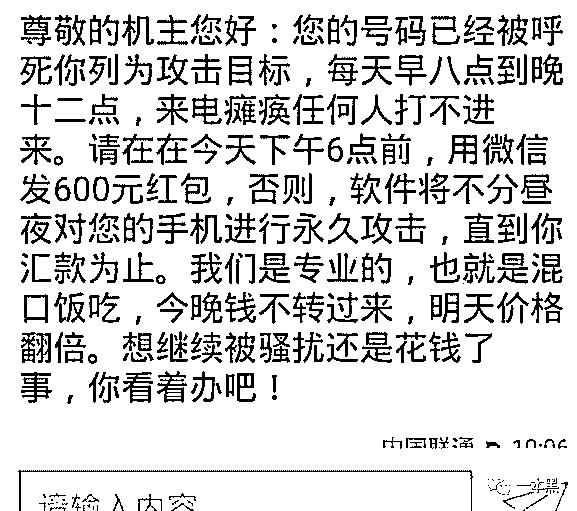 尊敬的机主您好：您的号码已经被呼
死你列为攻击目标，每天早八点到晚
十二点，来电瘫痪任何人打不进
来。请在在今天下午6点前，用微信
发600元红包，否则，软件将不分昼
夜对您的手机进行永久攻击，直到你
汇款为止。我们是专业的，也就是混
口饭吃，今晚钱不转过来，明天价格
翻倍。想继续被骚扰还是花钱了
事，你看着办吧！
中国联通 10:06
请输入内容
一本黑